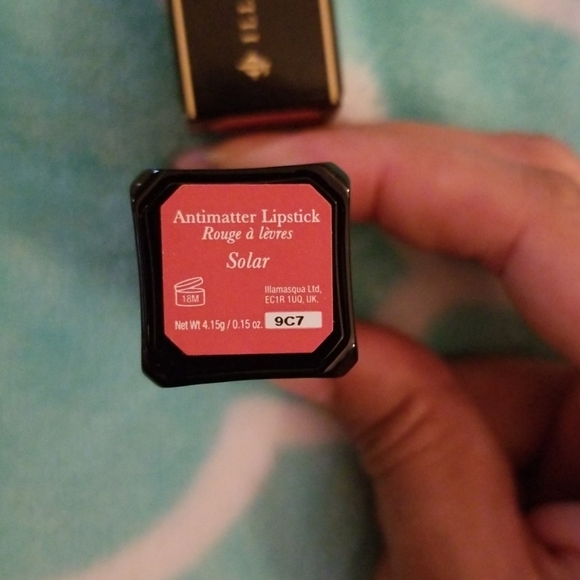 ILL
Antimatter Lipstick
Rouge à lèvres
Solar
18M
Illamasqua Ltd,
EC1R 1UQ, UK.
Net Wt 4.15g / 0.15 oz.
9C7